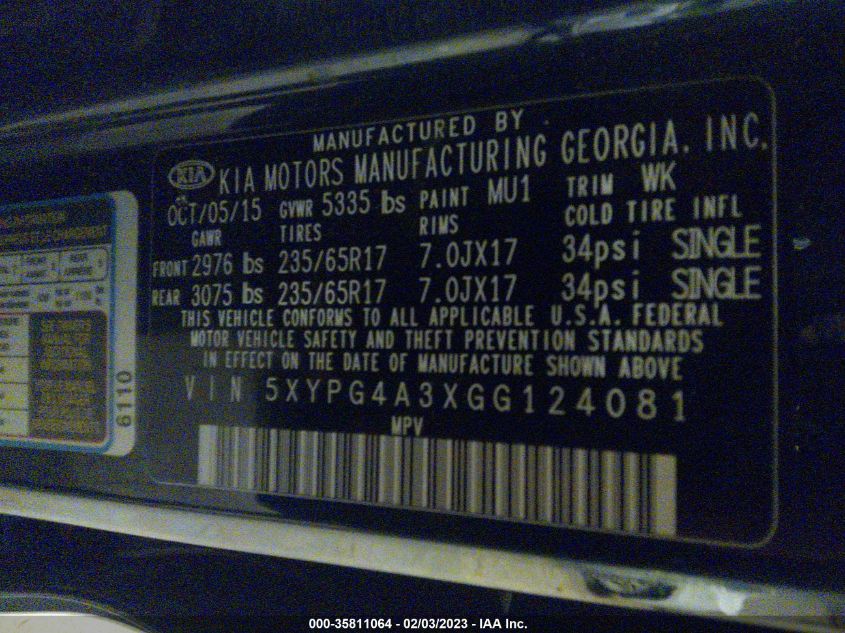 MANUFACTURED BY
KIA KIA MOTORS MANUFACTURING GEORGIA. INC.
OCT/05/15 GVWR 5335 lbs PAINT MU1 TRIM WK
GAWR TIRES RIMS COLD TIRE INFL
FRONT 2976 lbs 235/65R17 7.0JX17 34psi SINGLE
REAR 3075 lbs 235/65R17 7.0JX17 34psi SINGLE
THIS VEHICLE CONFORMS TO ALL APPLICABLE U.S.A. FEDERAL
MOTOR VEHICLE SAFETY AND THEFT PREVENTION STANDARDS
IN EFFECT ON THE DATE OF MANUFACTURE SHOWN ABOVE
VIN 5XYPG4A3XGG124081
MPV
6110
000-35811064 - 02/03/2023 - IAA Inc.